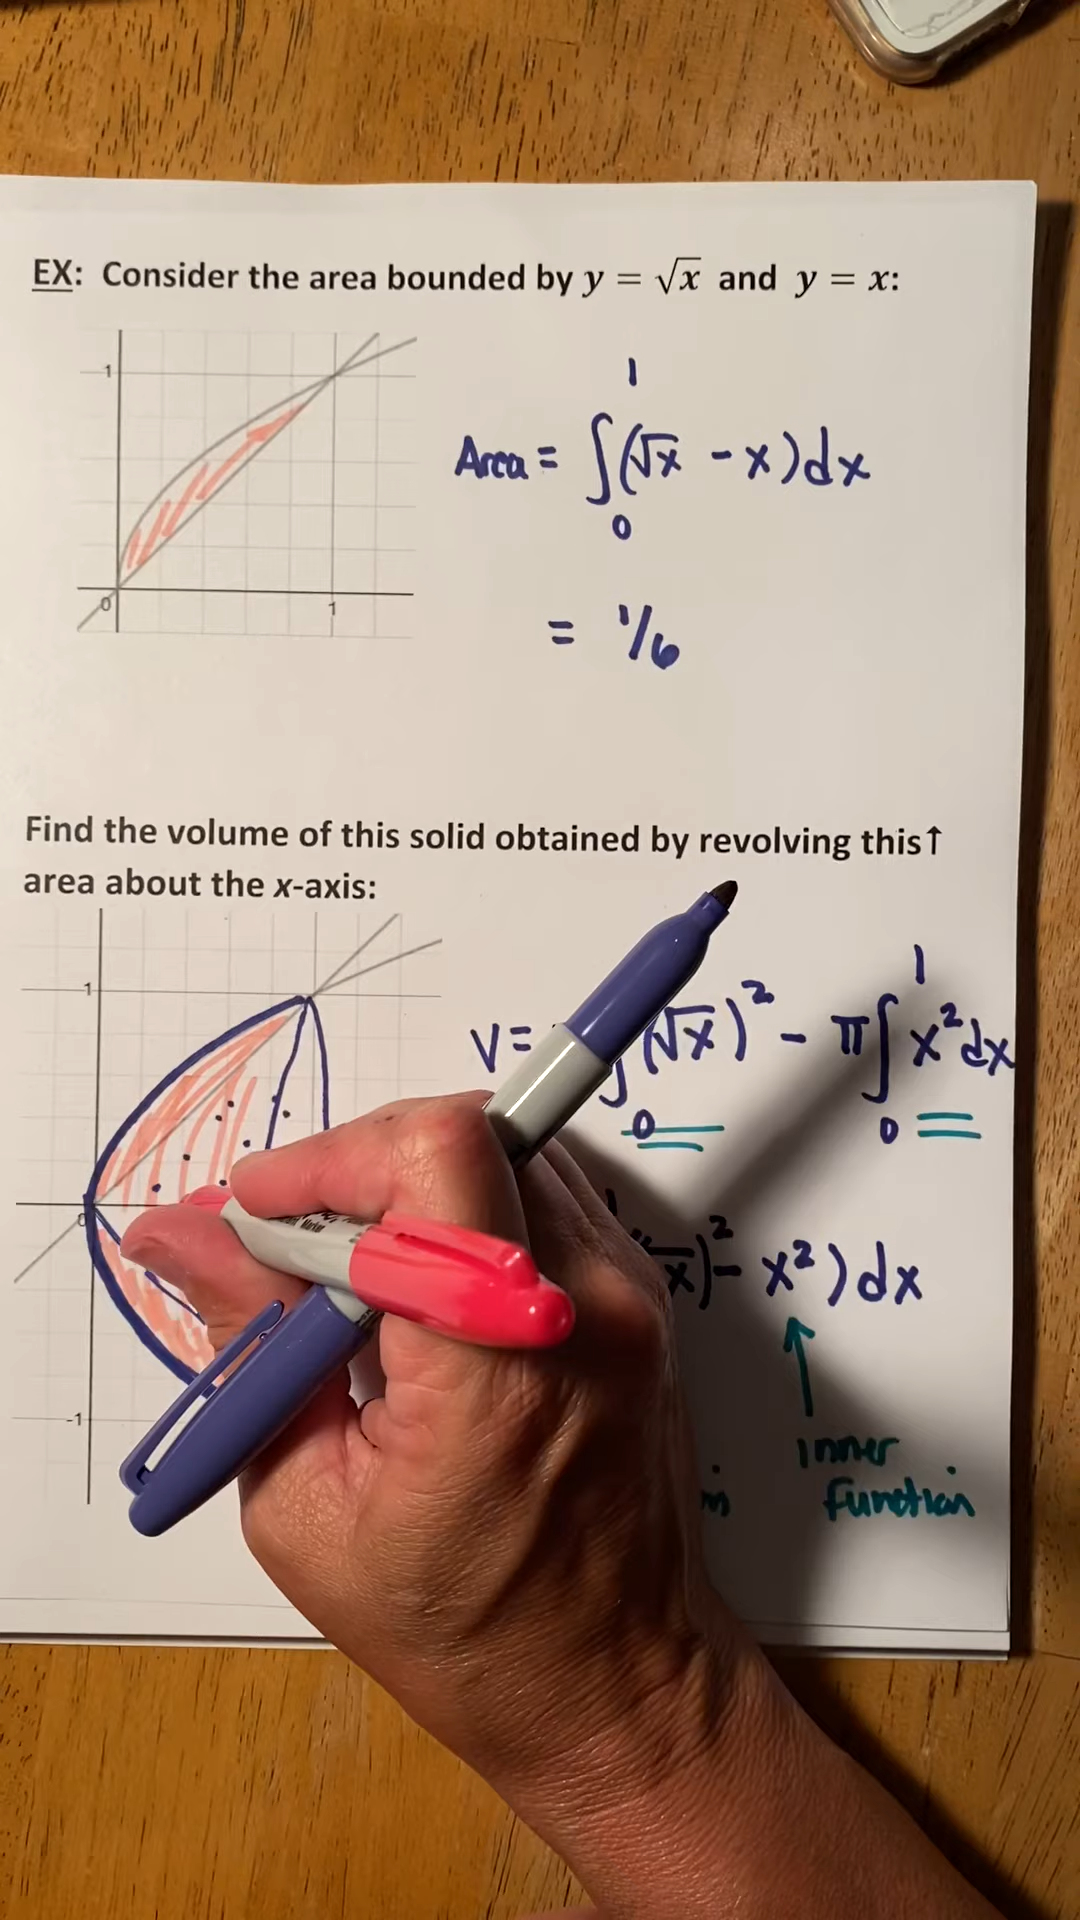 EX: Consider the area bounded by y = √x and y = x:
1
0
1
1
Area = ∫(√x - x)dx
0
= 1/6
Find the volume of this solid obtained by revolving this↑
area about the x-axis:
1
0
-1
1
V = (√x)² - π∫x²dx
0
0
x)² - x²)dx
Inner
Function